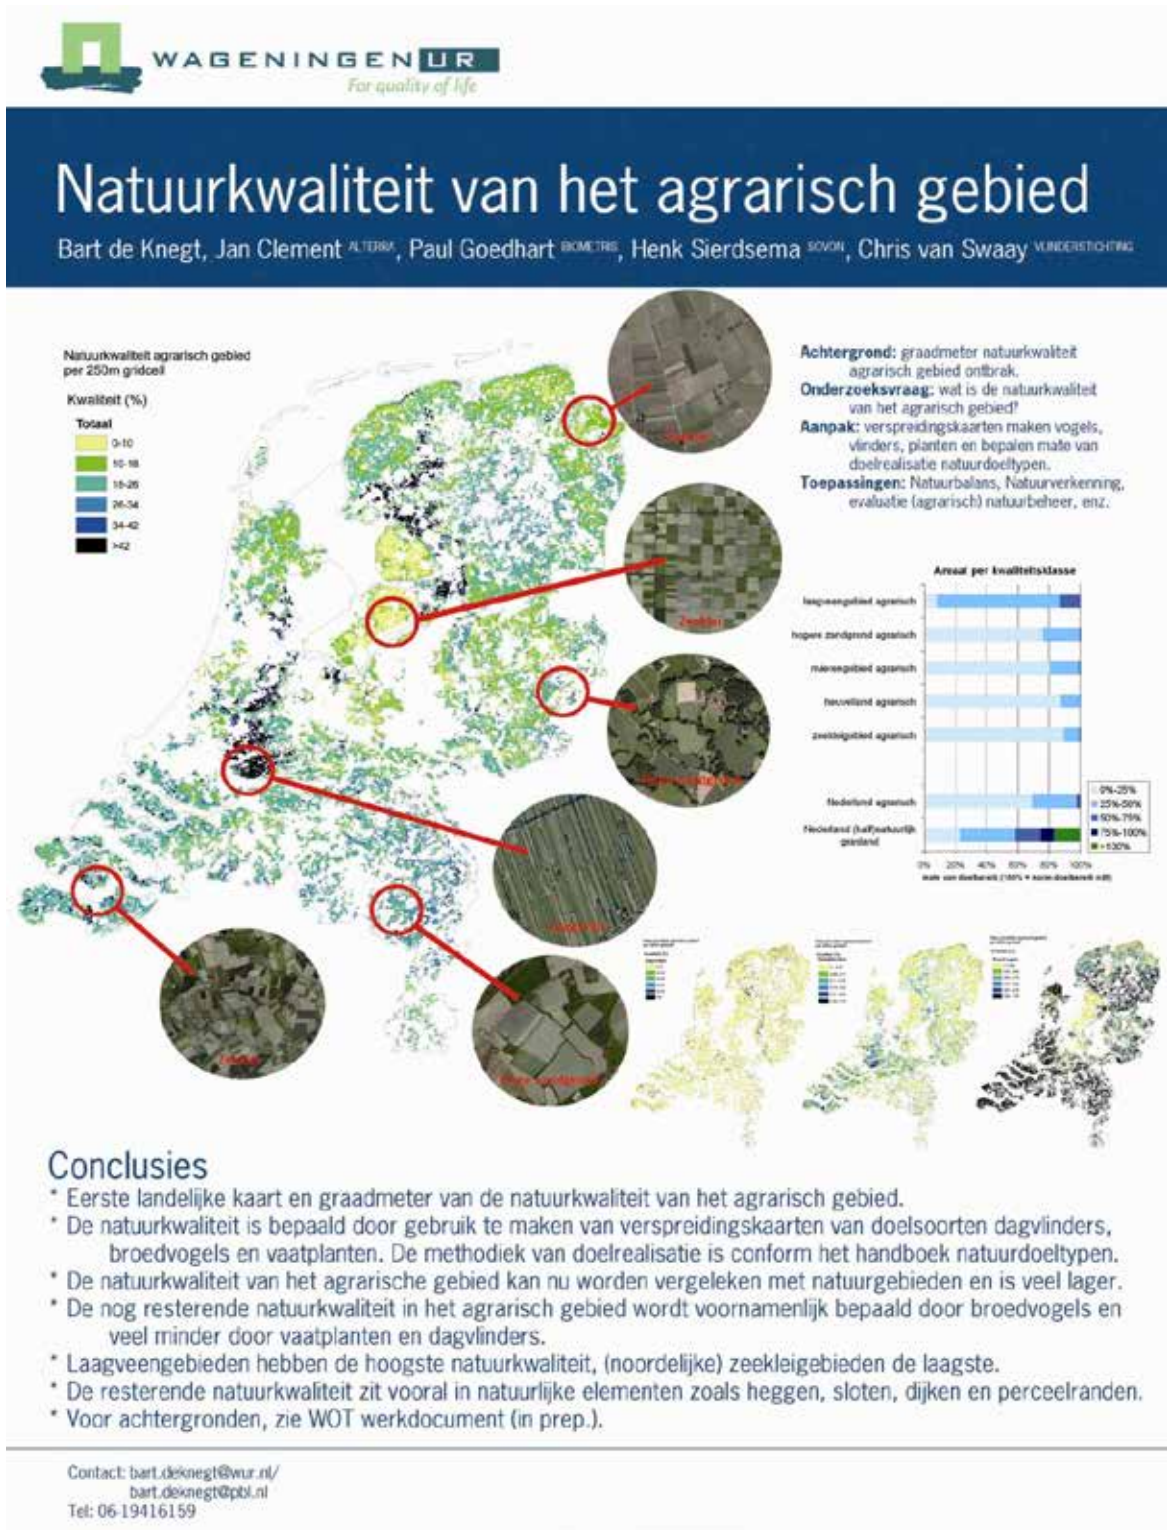 WAGENINGEN UR
For quality of life
Natuurkwaliteit van het agrarisch gebied
Bart de Knegt, Jan Clement ALTERRA, Paul Goedhart BIOMETRIS, Henk Sierdsema SOVON, Chris van Swaay VLINDERSTICHTING
Natuurkwaliteit agrarisch gebied
per 250m gridcell
Kwaliteit (%)
Totaal
0-10
10-18
18-26
26-34
34-42
>42
Achtergrond: graadmeter natuurkwaliteit
agrarisch gebied ontbrak.
Onderzoeksvraag: wat is de natuurkwaliteit
van het agrarisch gebied?
Aanpak: verspreidingskaarten maken vogels,
vlinders, planten en bepalen mate van
doelrealisatie natuurdoeltypen.
Toepassingen: Natuurbalans, Natuurverkenning,
evaluatie (agrarisch) natuurbeheer, enz.
Areaal per kwaliteitsklasse
laagveengebied agrarisch
hogere zandgrond agrarisch
rivierengebied agrarisch
heuvelland agrarisch
zeekleigebied agrarisch
Nederland agrarisch
Nederland (half)natuurlijk
grasland
0% 20% 40% 60% 80% 100%
0%-25%
25%-50%
50%-75%
75%-100%
>100%
Conclusies
* Eerste landelijke kaart en graadmeter van de natuurkwaliteit van het agrarisch gebied.
* De natuurkwaliteit is bepaald door gebruik te maken van verspreidingskaarten van doelsoorten dagvlinders,
broedvogels en vaatplanten. De methodiek van doelrealisatie is conform het handboek natuurdoeltypen.
* De natuurkwaliteit van het agrarische gebied kan nu worden vergeleken met natuurgebieden en is veel lager.
* De nog resterende natuurkwaliteit in het agrarisch gebied wordt voornamelijk bepaald door broedvogels en
veel minder door vaatplanten en dagvlinders.
* Laagveengebieden hebben de hoogste natuurkwaliteit, (noordelijke) zeekleigebieden de laagste.
* De resterende natuurkwaliteit zit vooral in natuurlijke elementen zoals heggen, sloten, dijken en perceelranden.
* Voor achtergronden, zie WOT werkdocument (in prep.).
Contact: bart.deknegt@wur.nl/
bart.deknegt@pbl.nl
Tel: 06-19416159